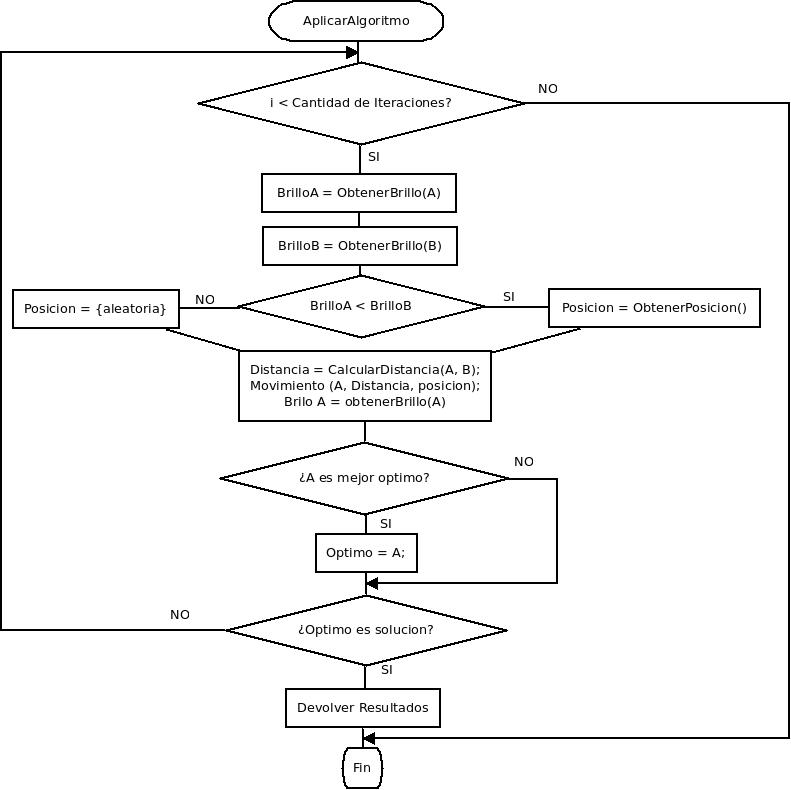 AplicarAlgoritmo
i < Cantidad de Iteraciones?
NO
SI
BrilloA = ObtenerBrillo(A)
BrilloB = ObtenerBrillo(B)
Posicion = {aleatoria}
NO
BrilloA < BrilloB
SI
Posicion = ObtenerPosicion()
Distancia = CalcularDistancia(A, B);
Movimiento (A, Distancia, posicion);
Brilo A = obtenerBrillo(A)
¿A es mejor optimo?
NO
SI
Optimo = A;
NO
¿Optimo es solucion?
SI
Devolver Resultados
Fin